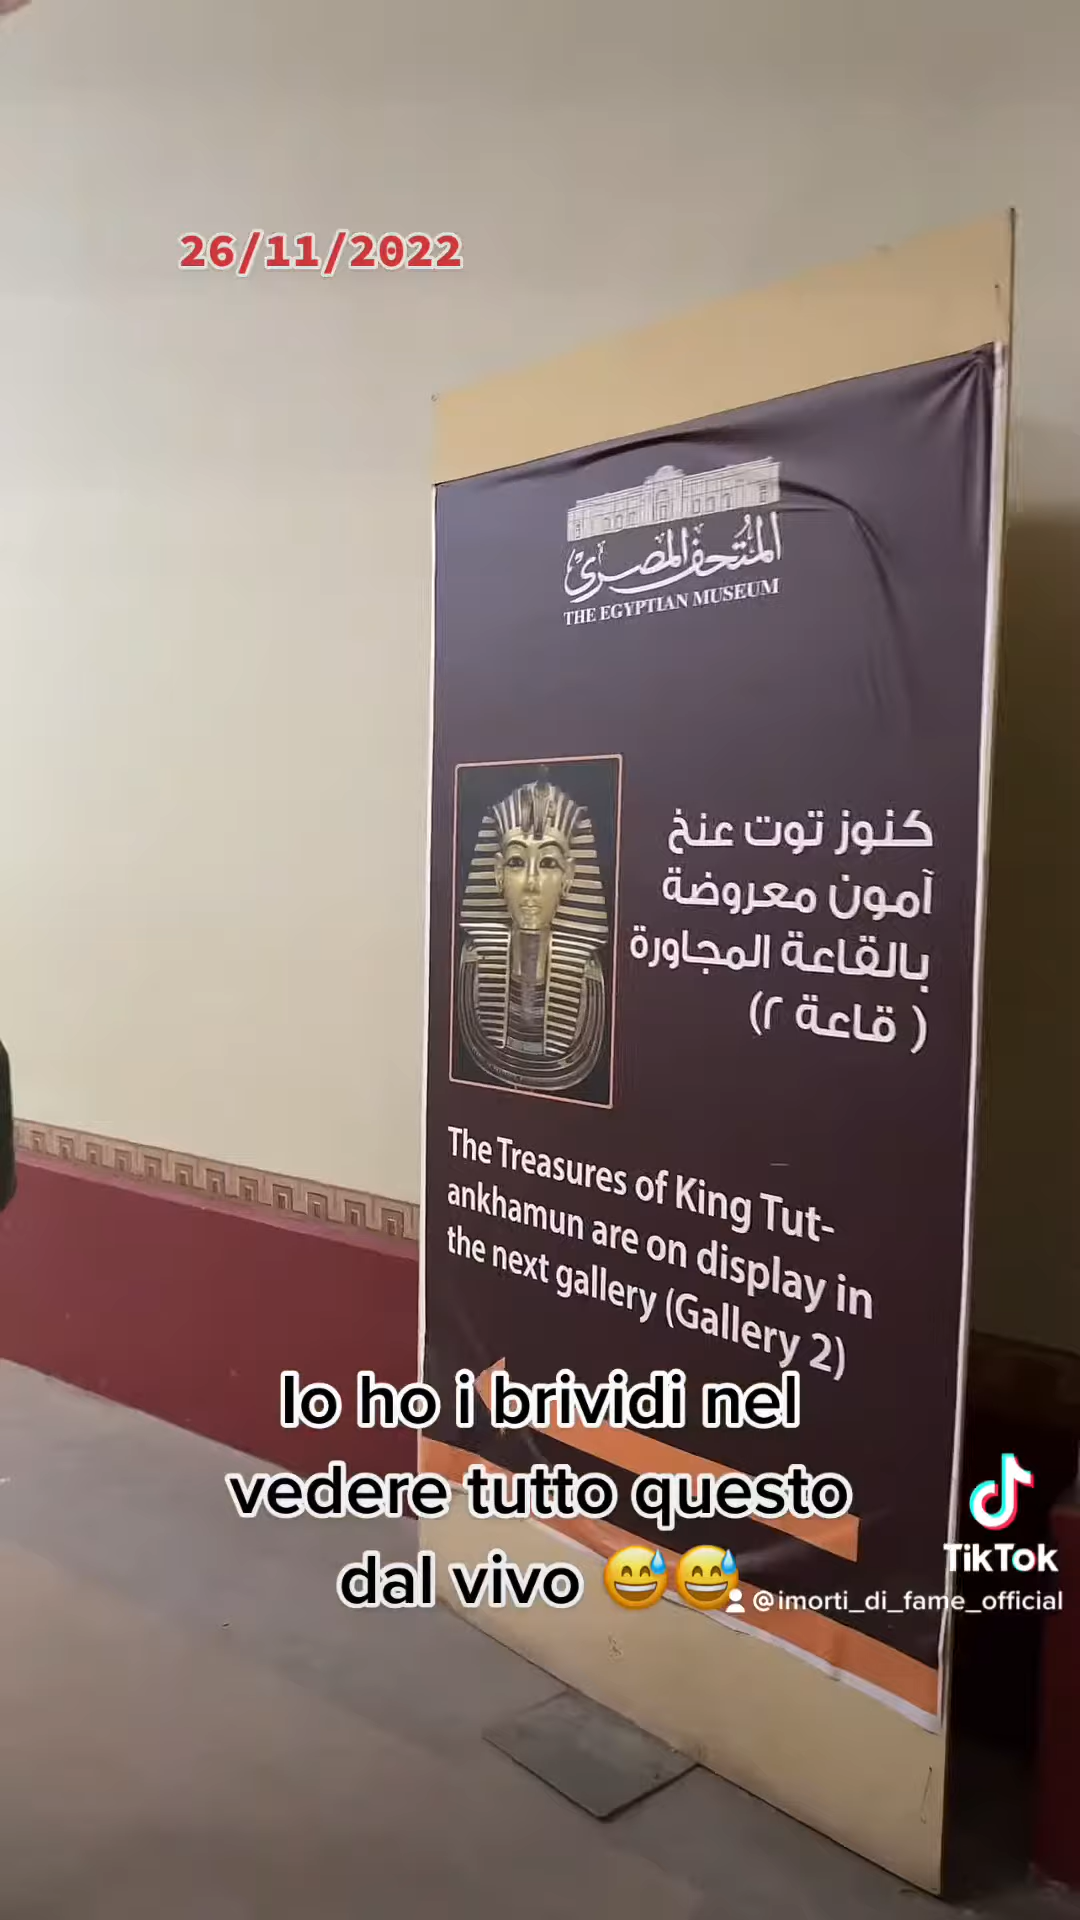 26/11/2022
المتحف المصري
THE EGYPTIAN MUSEUM
كنوز توت عنخ
آمون معروضة
بالقاعة المجاورة
( قاعة ٢)
The Treasures of King Tut-
ankhamun are on display in
the next gallery (Gallery 2)
Io ho i brividi nel
vedere tutto questo
dal vivo 😅😅
TikTok
@imorti_di_fame_official